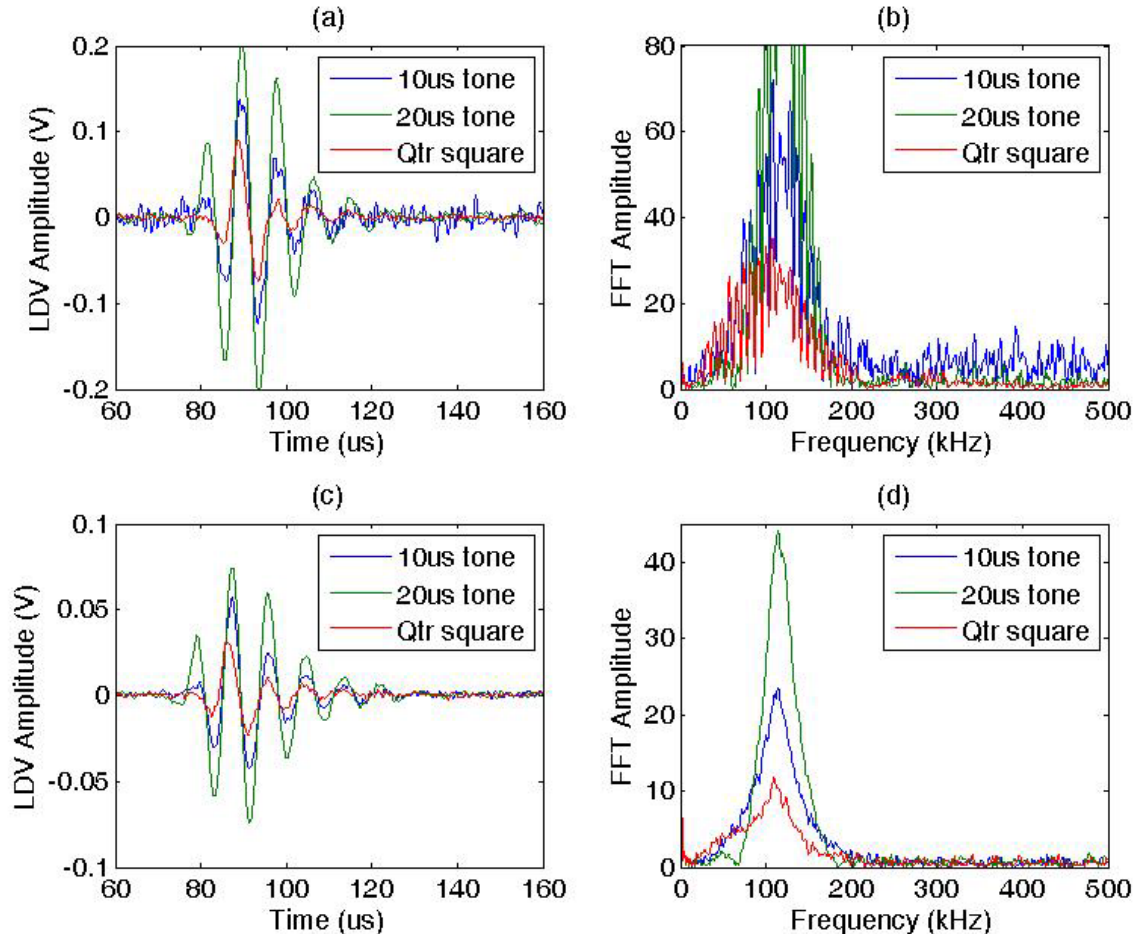 (a)
LDV Amplitude (V)
0.2
0.1
0
-0.1
-0.2
10us tone
20us tone
Qtr square
60 80 100 120 140 160
Time (us)
(b)
FFT Amplitude
80
60
40
20
0
10us tone
20us tone
Qtr square
0 100 200 300 400 500
Frequency (kHz)
(c)
LDV Amplitude (V)
0.1
0.05
0
-0.05
-0.1
10us tone
20us tone
Qtr square
60 80 100 120 140 160
Time (us)
(d)
FFT Amplitude
40
30
20
10
0
10us tone
20us tone
Qtr square
0 100 200 300 400 500
Frequency (kHz)